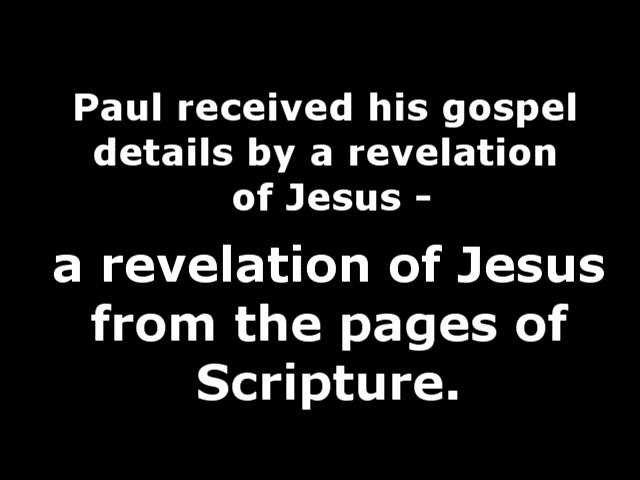 Paul received his gospel
details by a revelation
of Jesus -
a revelation of Jesus
from the pages of
Scripture.